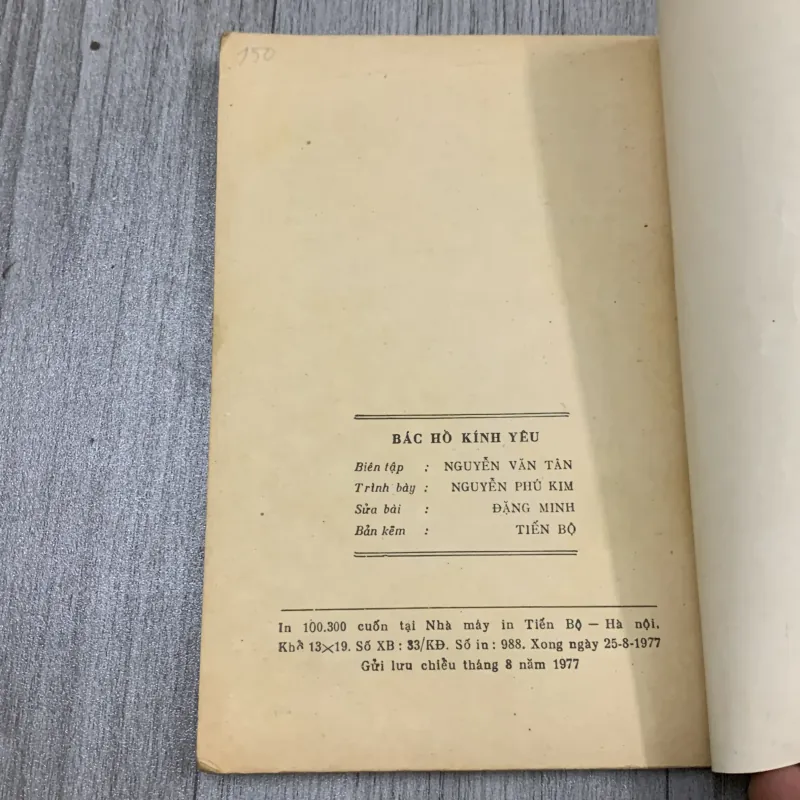 150
BÁC HỒ KÍNH YÊU
Biên tập : NGUYỄN VĂN TÂN
Trình bày : NGUYỄN PHÚ KIM
Sửa bài : ĐẶNG MINH
Bản kẽm : TIẾN BỘ
In 100.300 cuốn tại Nhà máy in Tiến Bộ — Hà nội.
Khổ 13×19. Số XB : 33/KĐ. Số in : 988. Xong ngày 25-8-1977
Gửi lưu chiểu tháng 8 năm 1977